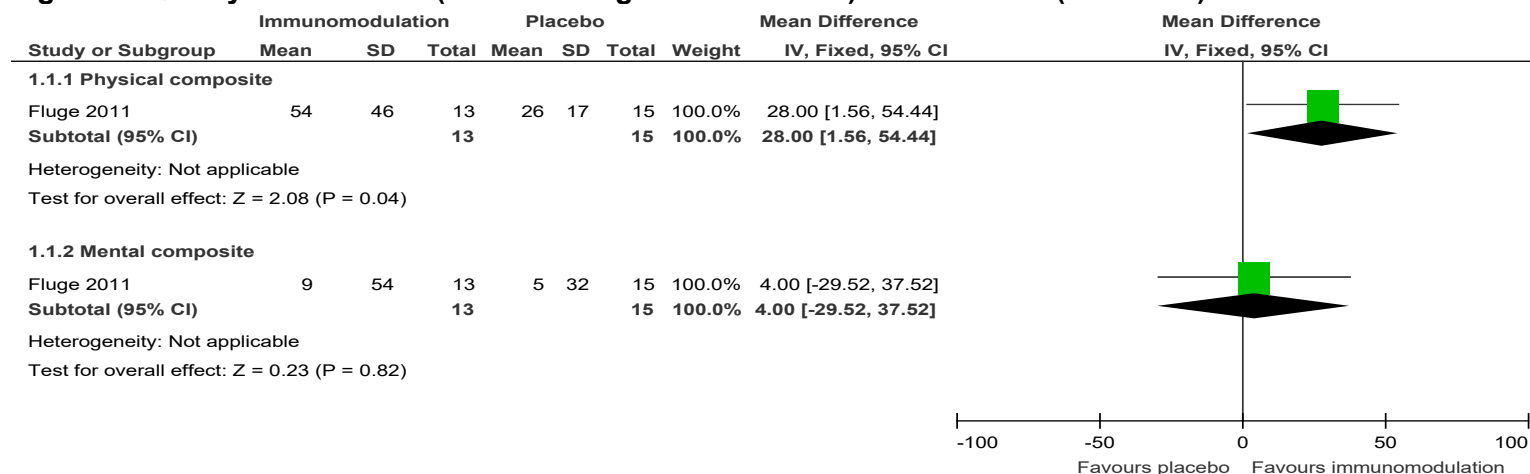 Immunomodulation Placebo Mean Difference Mean Difference
Study or Subgroup Mean SD Total Mean SD Total Weight IV, Fixed, 95% CI IV, Fixed, 95% CI
1.1.1 Physical composite
Fluge 2011 54 46 13 26 17 15 100.0% 28.00 [1.56, 54.44]
Subtotal (95% CI) 13 15 100.0% 28.00 [1.56, 54.44]
Heterogeneity: Not applicable
Test for overall effect: Z = 2.08 (P = 0.04)
1.1.2 Mental composite
Fluge 2011 9 54 13 5 32 15 100.0% 4.00 [-29.52, 37.52]
Subtotal (95% CI) 13 15 100.0% 4.00 [-29.52, 37.52]
Heterogeneity: Not applicable
Test for overall effect: Z = 0.23 (P = 0.82)
-100 -50 0 50 100
Favours placebo Favours immunomodulation